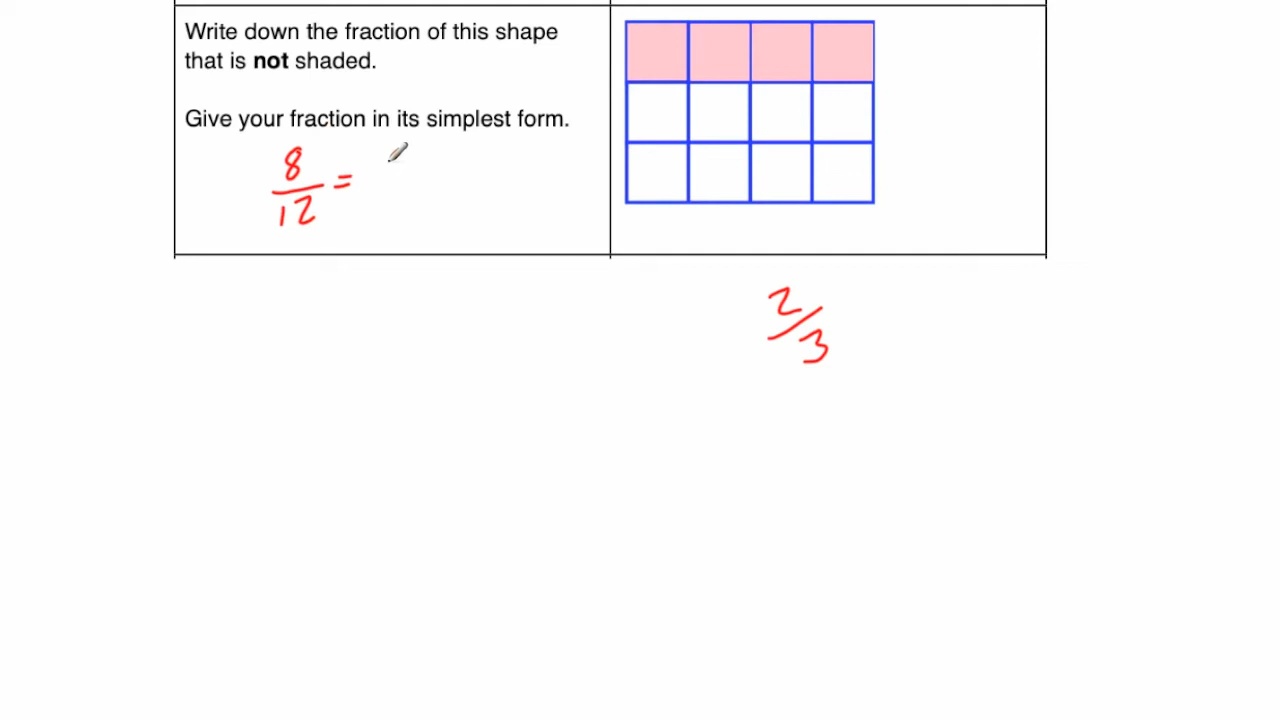 Write down the fraction of this shape
that is not shaded.
Give your fraction in its simplest form.
8
12
=
2/3